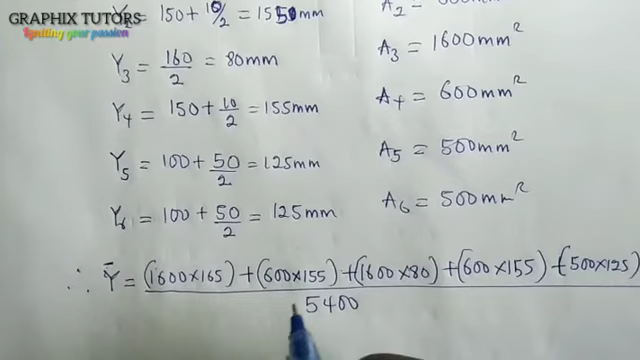 GRAPHIX TUTORS
Igniting your passion
Y2 = 150 + 10/2 = 155mm
Y3 = 160/2 = 80mm
Y4 = 150 + 10/2 = 155mm
Y5 = 100 + 50/2 = 125mm
Y6 = 100 + 50/2 = 125mm
A3 = 1600mm²
A4 = 600mm²
A5 = 500mm²
A6 = 500mm²
∴ Ȳ = (1600×165) + (600×155) + (1600×80) + (600×155) + (500×125)
5400